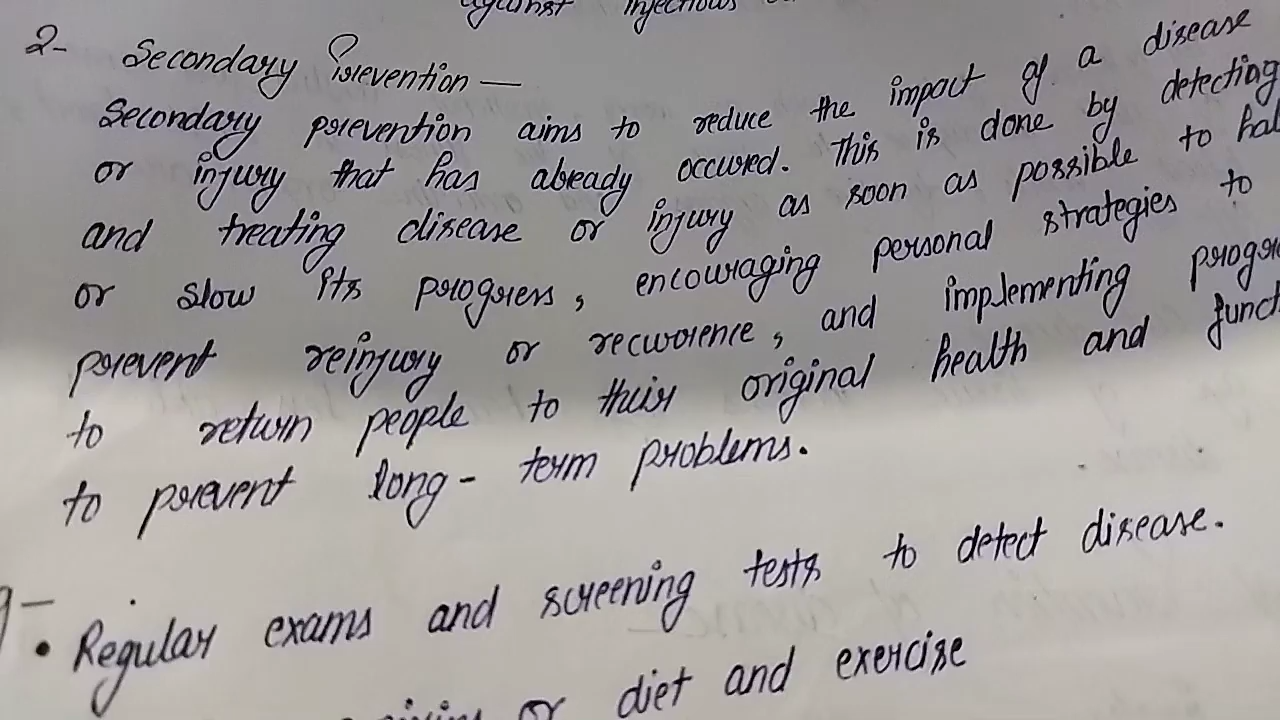 against
2- Secondary Prevention —
Secondary prevention aims to reduce the impact of a disease
or injury that has already occured. This is done by detecting
and treating disease or injury as soon as possible to hal
or slow its progress, encouraging personal strategies to
prevent reinjury or recurrence, and implementing progr
to return people to their original health and funct
to prevent long-term problems.
• Regular exams and screening tests to detect disease.
or diet and exercise